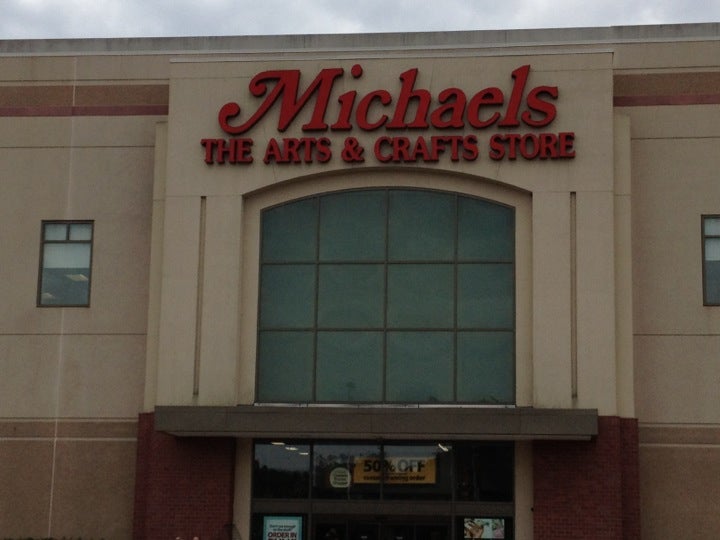 Michaels
THE ARTS & CRAFTS STORE
50% OFF
ORDER IN